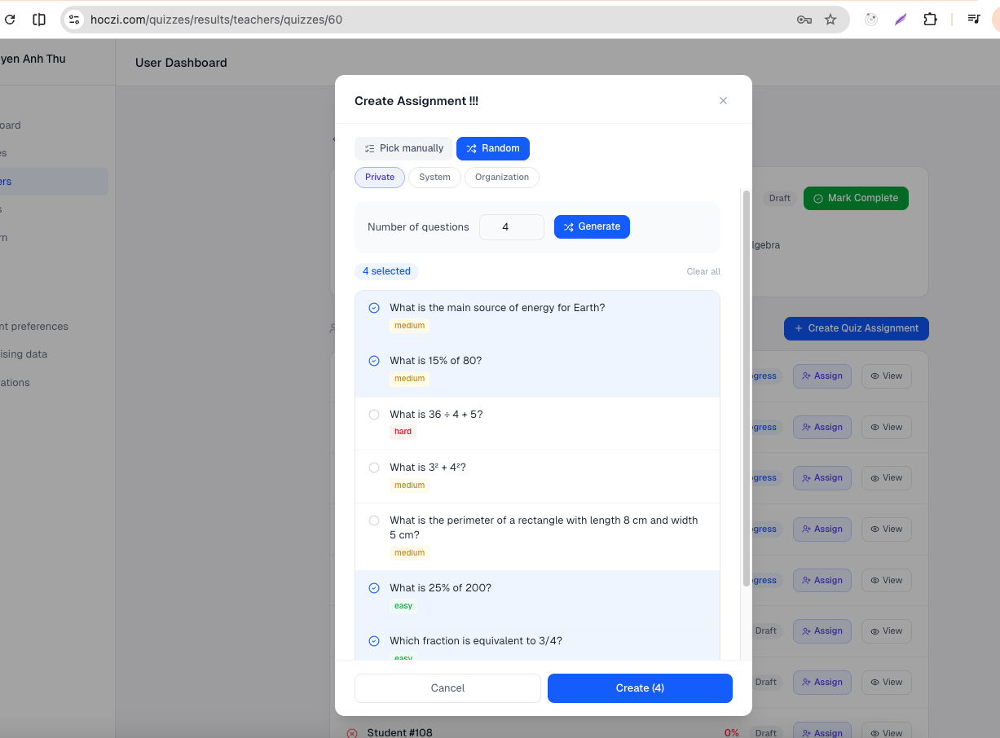 hoczi.com/quizzes/results/teachers/quizzes/60
yen Anh Thu
User Dashboard
oard
es
ers
s
rn
nt preferences
ising data
ations
Create Assignment !!!
Pick manually
Random
Private
System
Organization
Number of questions
4
Generate
4 selected
Clear all
What is the main source of energy for Earth?
medium
What is 15% of 80?
medium
What is 36 ÷ 4 + 5?
hard
What is 3² + 4²?
medium
What is the perimeter of a rectangle with length 8 cm and width
5 cm?
medium
What is 25% of 200?
easy
Which fraction is equivalent to 3/4?
easy
Cancel
Create (4)
Draft
Mark Complete
lgebra
Create Quiz Assignment
gress Assign View
gress Assign View
gress Assign View
gress Assign View
gress Assign View
Draft Assign View
Draft Assign View
Student #108 0% Draft Assign View